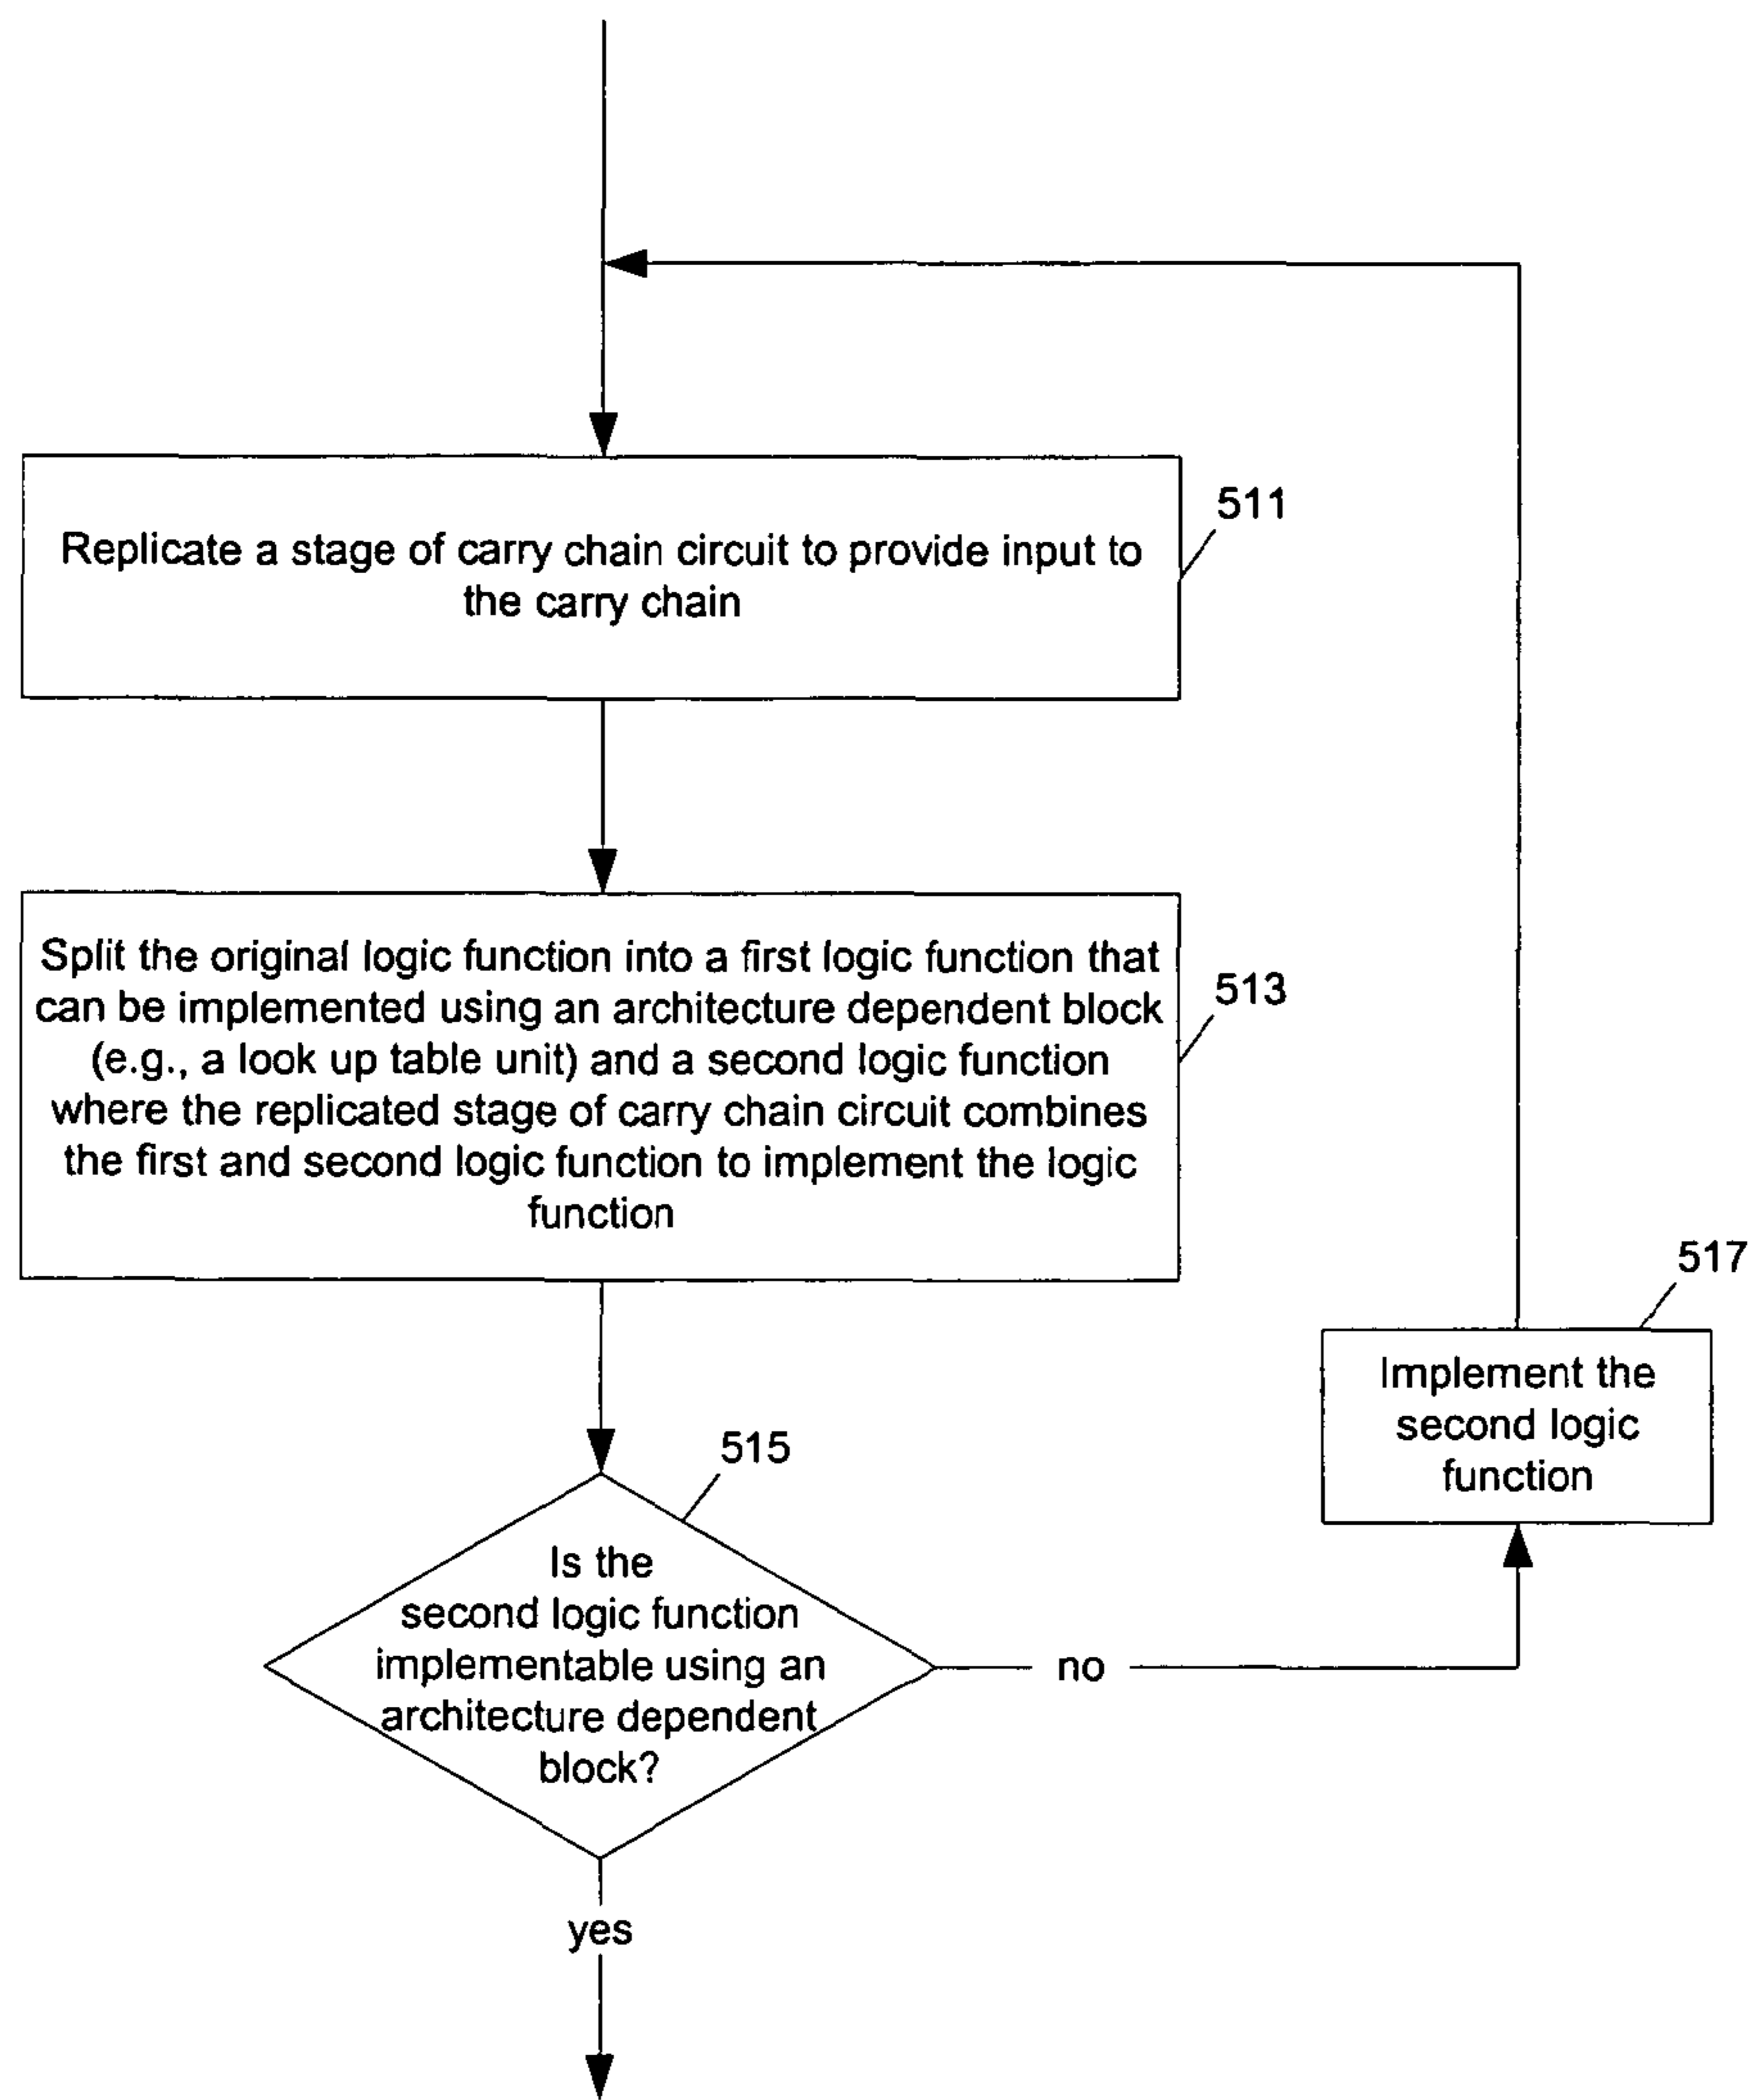 Replicate a stage of carry chain circuit to provide input to
the carry chain
511
Split the original logic function into a first logic function that
can be implemented using an architecture dependent block
(e.g., a look up table unit) and a second logic function
where the replicated stage of carry chain circuit combines
the first and second logic function to implement the logic
function
513
517
Implement the
second logic
function
515
Is the
second logic function
implementable using an
architecture dependent
block?
no
yes